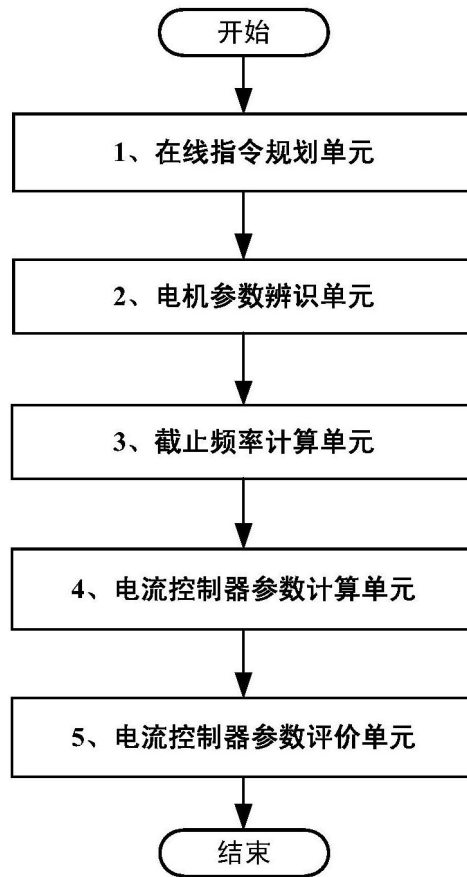 开始
1、在线指令规划单元
2、电机参数辨识单元
3、截止频率计算单元
4、电流控制器参数计算单元
5、电流控制器参数评价单元
结束